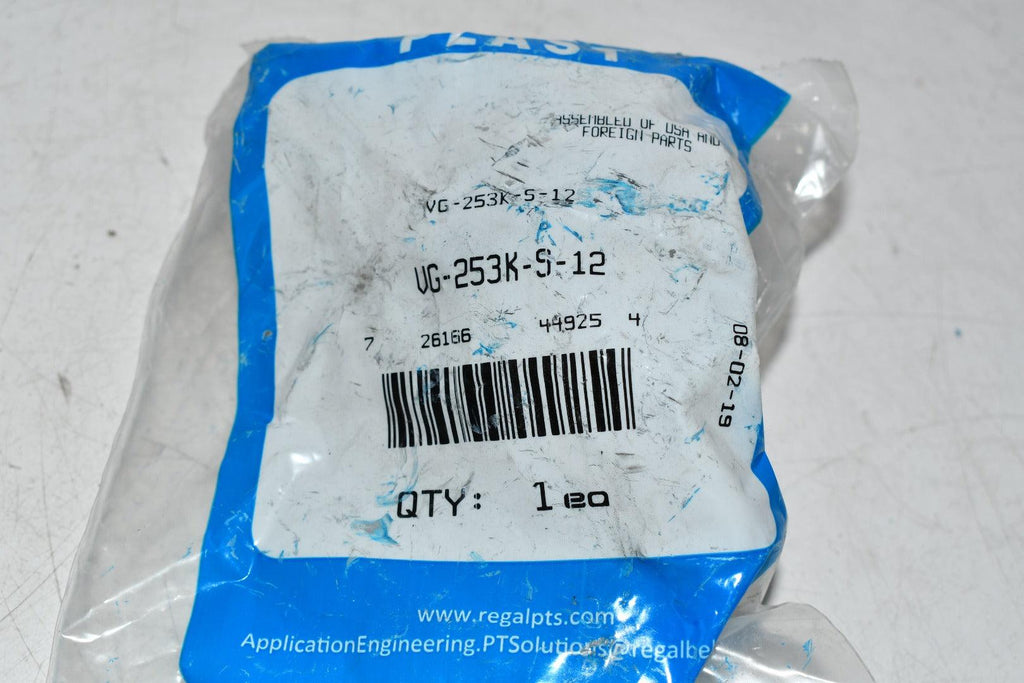 PLAST
ASSEMBLED OF USA AND
FOREIGN PARTS
VG-253K-S-12
VG-253K-S-12
7 26166 44925 4
08-02-19
QTY: 1 ea
www.regalpts.com
ApplicationEngineering.PTSolutions@regalbe